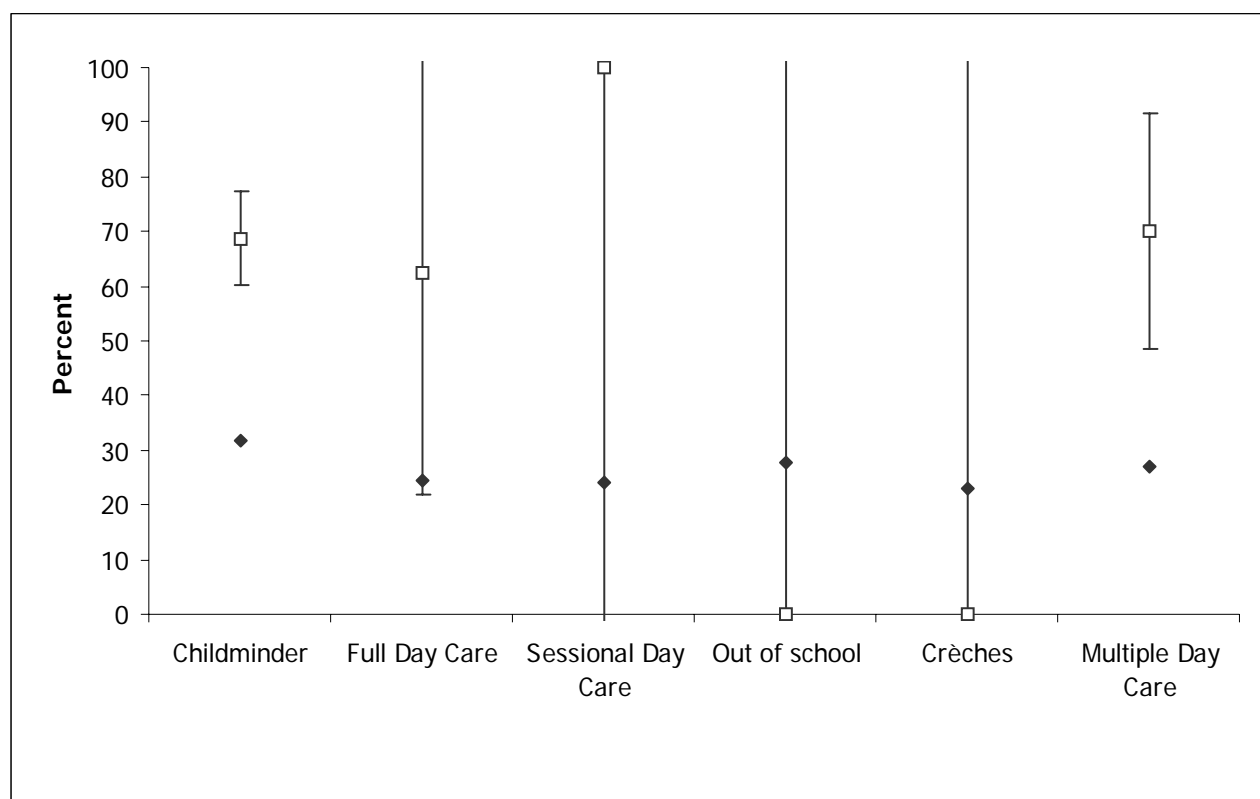 Percent
100
90
80
70
60
50
40
30
20
10
0
Childminder
Full Day Care
Sessional Day
Care
Out of school
Crèches
Multiple Day
Care